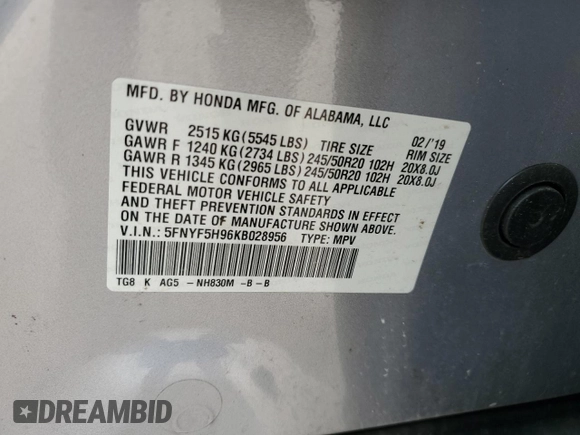 MFD. BY HONDA MFG. OF ALABAMA, LLC
GVWR 2515 KG (5545 LBS) TIRE SIZE 02/'19 RIM SIZE
GAWR F 1240 KG (2734 LBS) 245/50R20 102H 20X8.0J
GAWR R 1345 KG (2965 LBS) 245/50R20 102H 20X8.0J
THIS VEHICLE CONFORMS TO ALL APPLICABLE
FEDERAL MOTOR VEHICLE SAFETY
AND THEFT PREVENTION STANDARDS IN EFFECT
ON THE DATE OF MANUFACTURE SHOWN ABOVE.
V.I.N.: 5FNYF5H96KB028956 TYPE: MPV
TG8 K AG5 -NH830M -B-B
DREAMBID